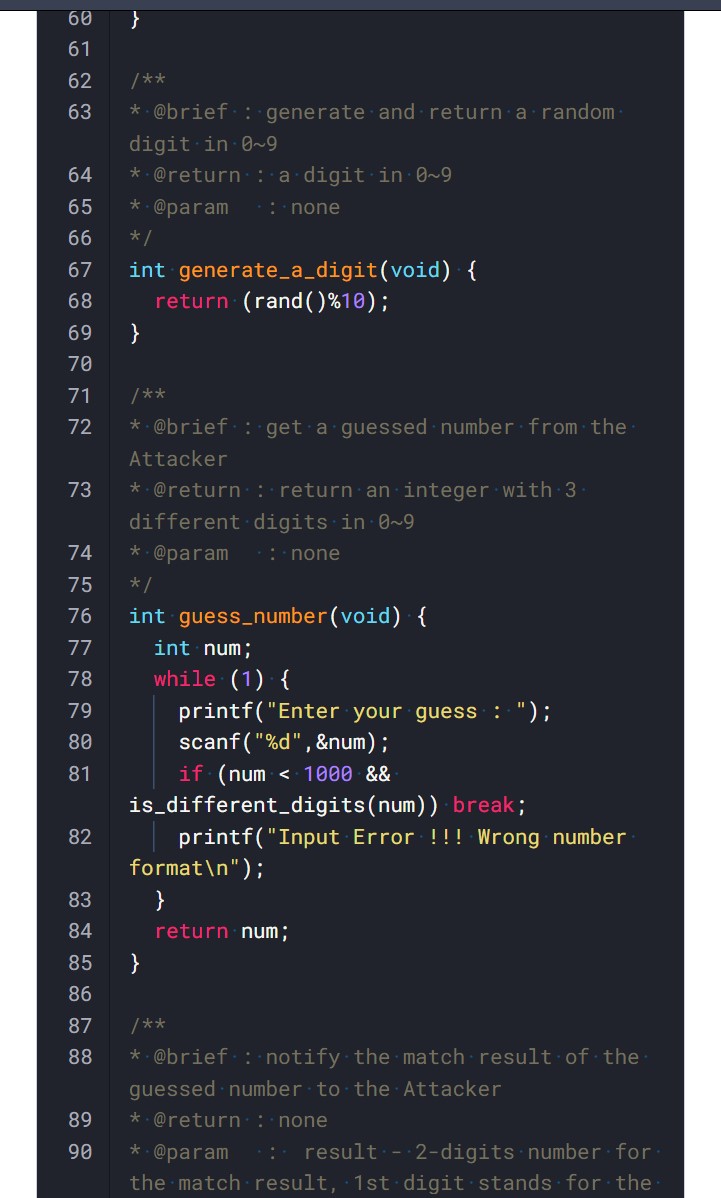 60 }
61
62 /**
63 * @brief : generate and return a random
digit in 0~9
64 * @return : a digit in 0~9
65 * @param  : none
66 */
67 int generate_a_digit(void) {
68   return (rand()%10);
69 }
70
71 /**
72 * @brief : get a guessed number from the
Attacker
73 * @return : return an integer with 3
different digits in 0~9
74 * @param  : none
75 */
76 int guess_number(void) {
77   int num;
78   while (1) {
79     printf("Enter your guess : ");
80     scanf("%d",&num);
81     if (num < 1000 &&
is_different_digits(num)) break;
82     printf("Input Error !!! Wrong number
format\n");
83   }
84   return num;
85 }
86
87 /**
88 * @brief : notify the match result of the
guessed number to the Attacker
89 * @return : none
90 * @param  :  result - 2-digits number for
the match result, 1st digit stands for the